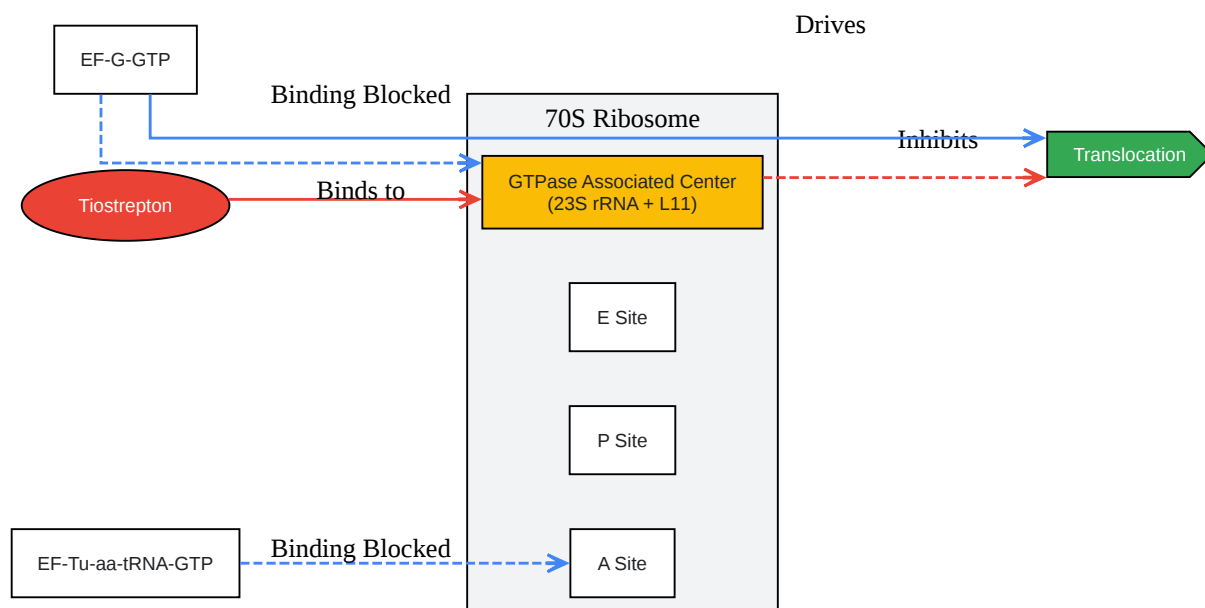 Drives
EF-G-GTP
Binding Blocked
70S Ribosome
Inhibits
Translocation
GTPase Associated Center
(23S rRNA + L11)
Binds to
Tiostrepton
E Site
P Site
Binding Blocked
EF-Tu-aa-tRNA-GTP
A Site